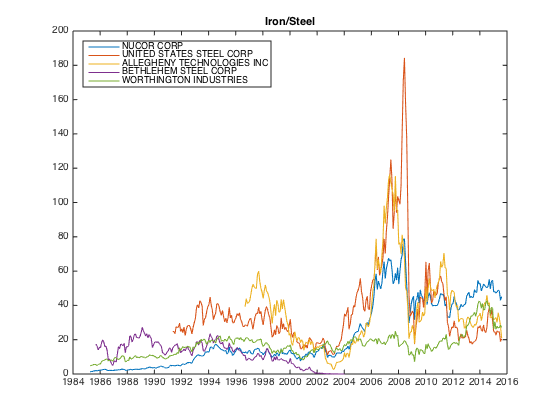 Iron/Steel
200
180
160
140
120
100
80
60
40
20
0
NUCOR CORP
UNITED STATES STEEL CORP
ALLEGHENY TECHNOLOGIES INC
BETHLEHEM STEEL CORP
WORTHINGTON INDUSTRIES
1984 1986 1988 1990 1992 1994 1996 1998 2000 2002 2004 2006 2008 2010 2012 2014 2016